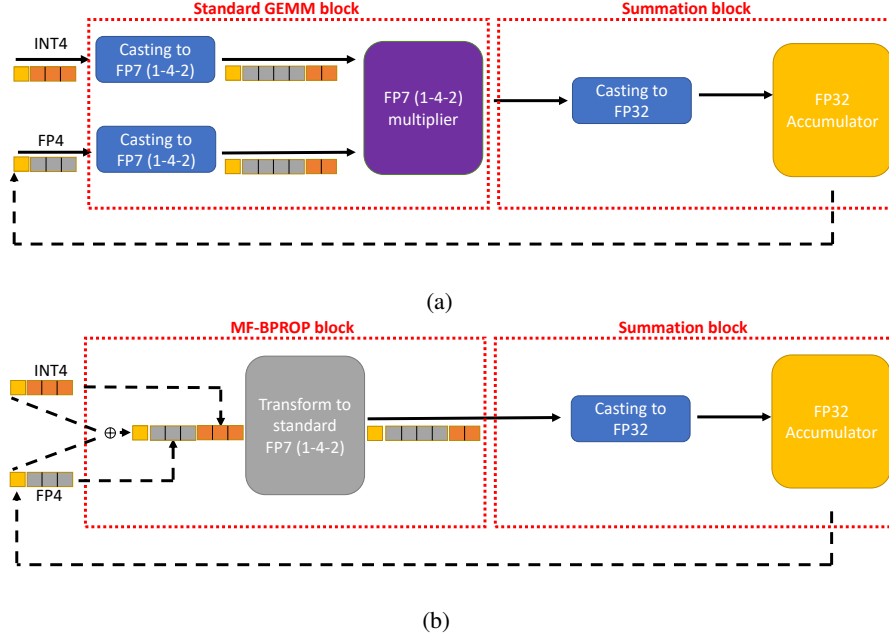 Standard GEMM block
Summation block
INT4
Casting to
FP7 (1-4-2)
FP7 (1-4-2)
multiplier
Casting to
FP32
FP32
Accumulator
FP4
Casting to
FP7 (1-4-2)
(a)
MF-BPROP block
Summation block
INT4
Transform to
standard
FP7 (1-4-2)
Casting to
FP32
FP32
Accumulator
⊕
FP4
(b)